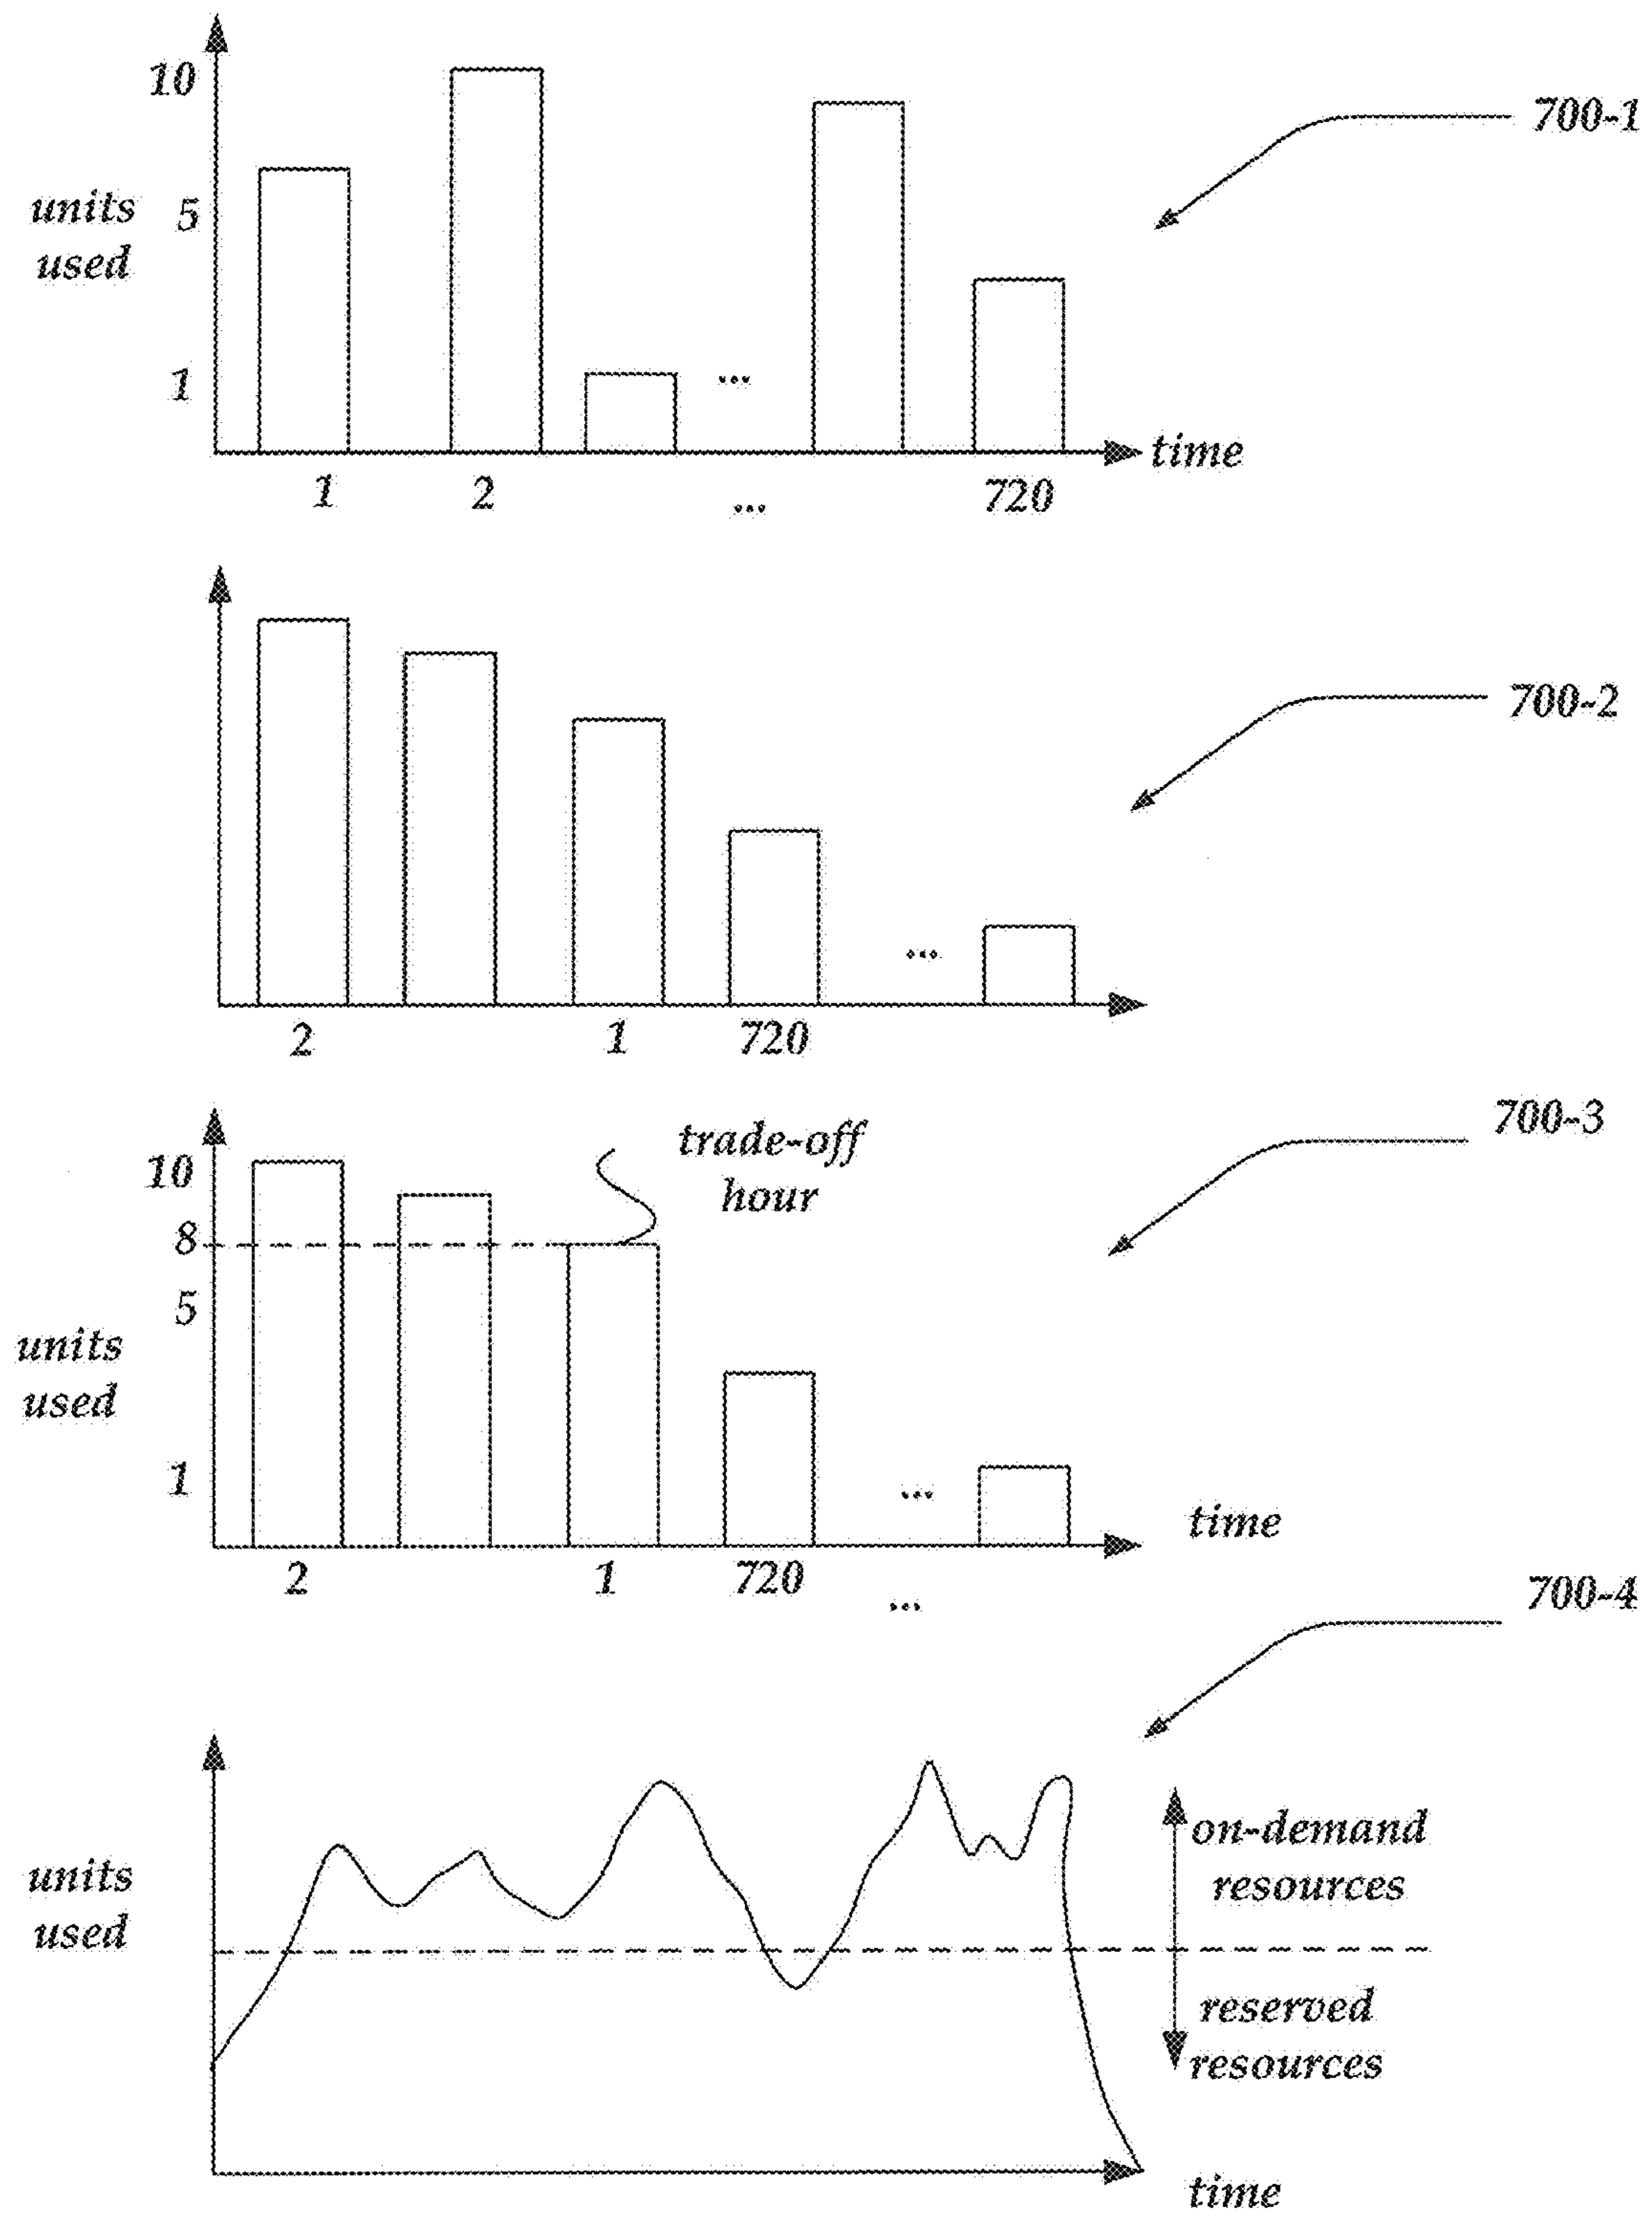 10
700-1
units
used
5
1
...
time
1
2
...
720
700-2
...
2
1
720
700-3
trade-off
hour
10
8
5
units
used
1
...
time
2
1
720
...
700-4
on-demand
resources
units
used
reserved
resources
time